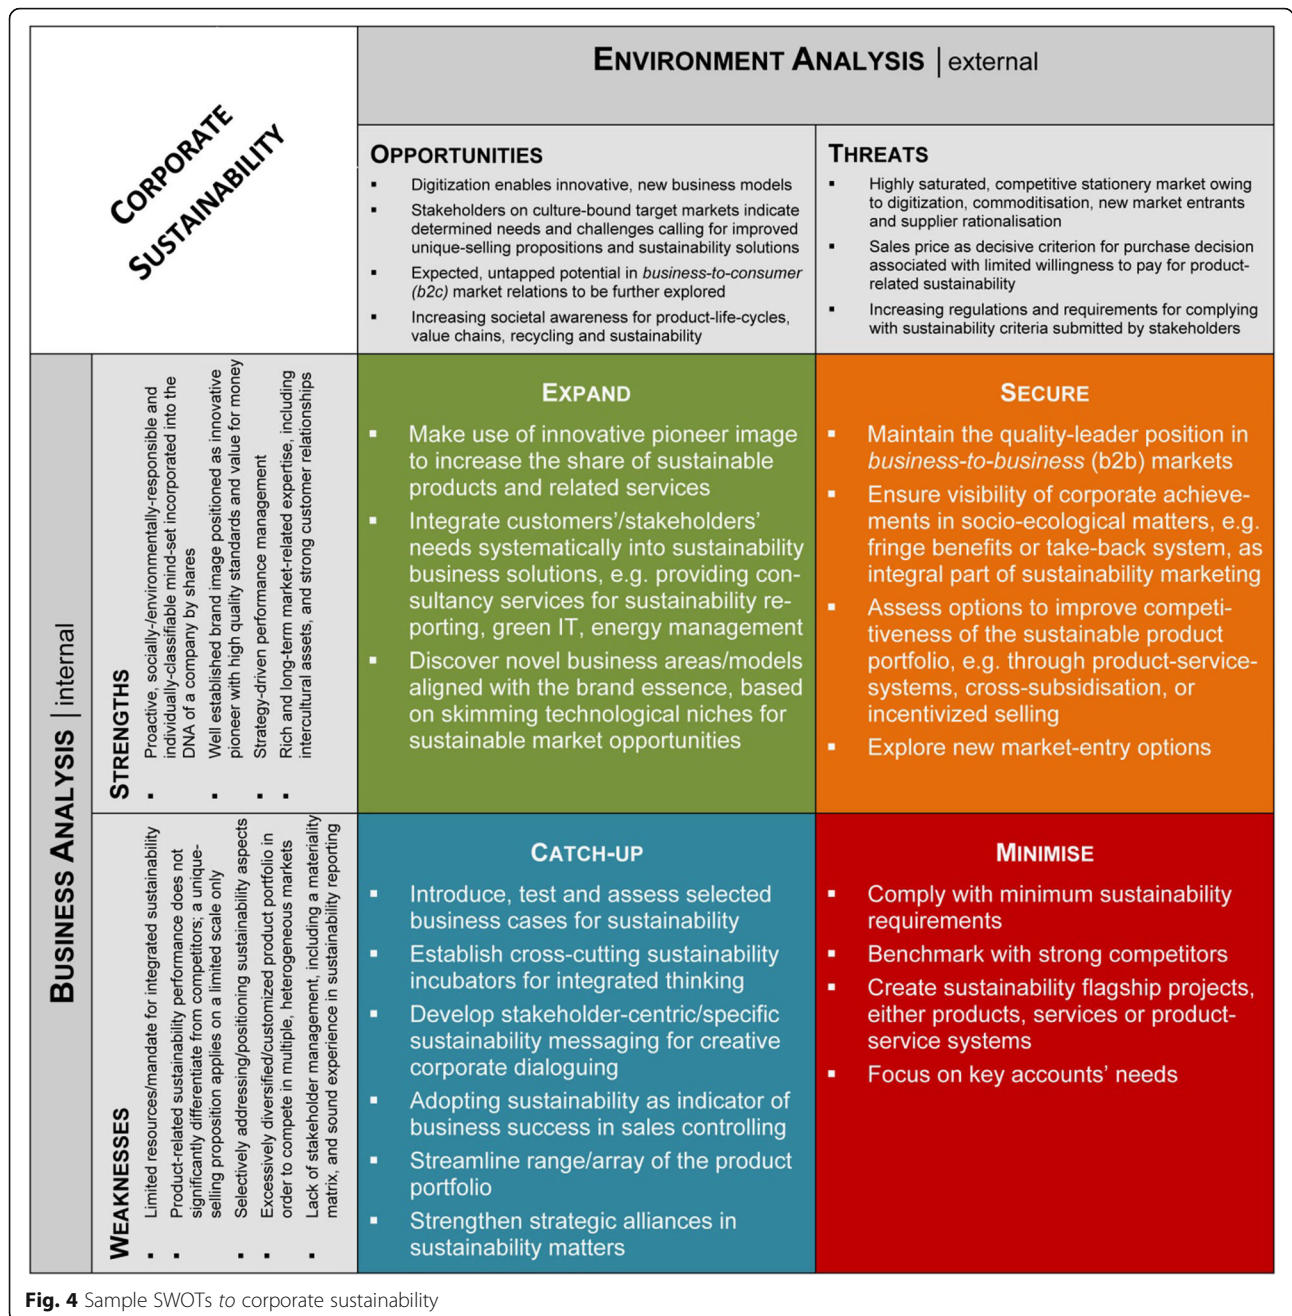 CORPORATE
SUSTAINABILITY
ENVIRONMENT ANALYSIS | external
OPPORTUNITIES
▪ Digitization enables innovative, new business models
▪ Stakeholders on culture-bound target markets indicate
determined needs and challenges calling for improved
unique-selling propositions and sustainability solutions
▪ Expected, untapped potential in business-to-consumer
(b2c) market relations to be further explored
▪ Increasing societal awareness for product-life-cycles,
value chains, recycling and sustainability
THREATS
▪ Highly saturated, competitive stationery market owing
to digitization, commoditisation, new market entrants
and supplier rationalisation
▪ Sales price as decisive criterion for purchase decision
associated with limited willingness to pay for product-
related sustainability
▪ Increasing regulations and requirements for complying
with sustainability criteria submitted by stakeholders
BUSINESS ANALYSIS | internal
STRENGTHS
▪ Proactive, socially-/environmentally-responsible and
individually-classifiable mind-set incorporated into the
DNA of a company by shares
▪ Well established brand image positioned as innovative
pioneer with high quality standards and value for money
▪ Strategy-driven performance management
▪ Rich and long-term market-related expertise, including
intercultural assets, and strong customer relationships
EXPAND
▪ Make use of innovative pioneer image
to increase the share of sustainable
products and related services
▪ Integrate customers'/stakeholders'
needs systematically into sustainability
business solutions, e.g. providing con-
sultancy services for sustainability re-
porting, green IT, energy management
▪ Discover novel business areas/models
aligned with the brand essence, based
on skimming technological niches for
sustainable market opportunities
SECURE
▪ Maintain the quality-leader position in
business-to-business (b2b) markets
▪ Ensure visibility of corporate achieve-
ments in socio-ecological matters, e.g.
fringe benefits or take-back system, as
integral part of sustainability marketing
▪ Assess options to improve competi-
tiveness of the sustainable product
portfolio, e.g. through product-service-
systems, cross-subsidisation, or
incentivized selling
▪ Explore new market-entry options
WEAKNESSES
▪ Limited resources/mandate for integrated sustainability
▪ Product-related sustainability performance does not
significantly differentiate from competitors; a unique-
selling proposition applies on a limited scale only
▪ Selectively addressing/positioning sustainability aspects
▪ Excessively diversified/customized product portfolio in
order to compete in multiple, heterogeneous markets
▪ Lack of stakeholder management, including a materiality
matrix, and sound experience in sustainability reporting
CATCH-UP
▪ Introduce, test and assess selected
business cases for sustainability
▪ Establish cross-cutting sustainability
incubators for integrated thinking
▪ Develop stakeholder-centric/specific
sustainability messaging for creative
corporate dialoguing
▪ Adopting sustainability as indicator of
business success in sales controlling
▪ Streamline range/array of the product
portfolio
▪ Strengthen strategic alliances in
sustainability matters
MINIMISE
▪ Comply with minimum sustainability
requirements
▪ Benchmark with strong competitors
▪ Create sustainability flagship projects,
either products, services or product-
service systems
▪ Focus on key accounts' needs
Fig. 4 Sample SWOTs to corporate sustainability